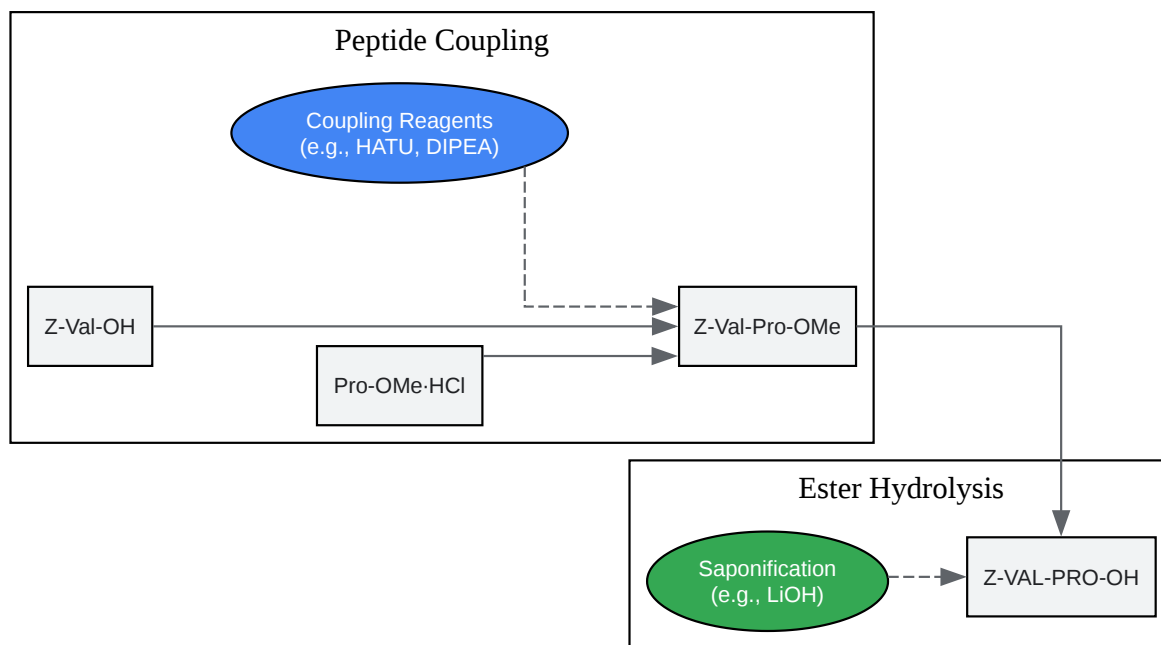 Peptide Coupling
Coupling Reagents
(e.g., HATU, DIPEA)
Z-Val-OH
Z-Val-Pro-OMe
Pro-OMe·HCl
Ester Hydrolysis
Saponification
(e.g., LiOH)
Z-VAL-PRO-OH